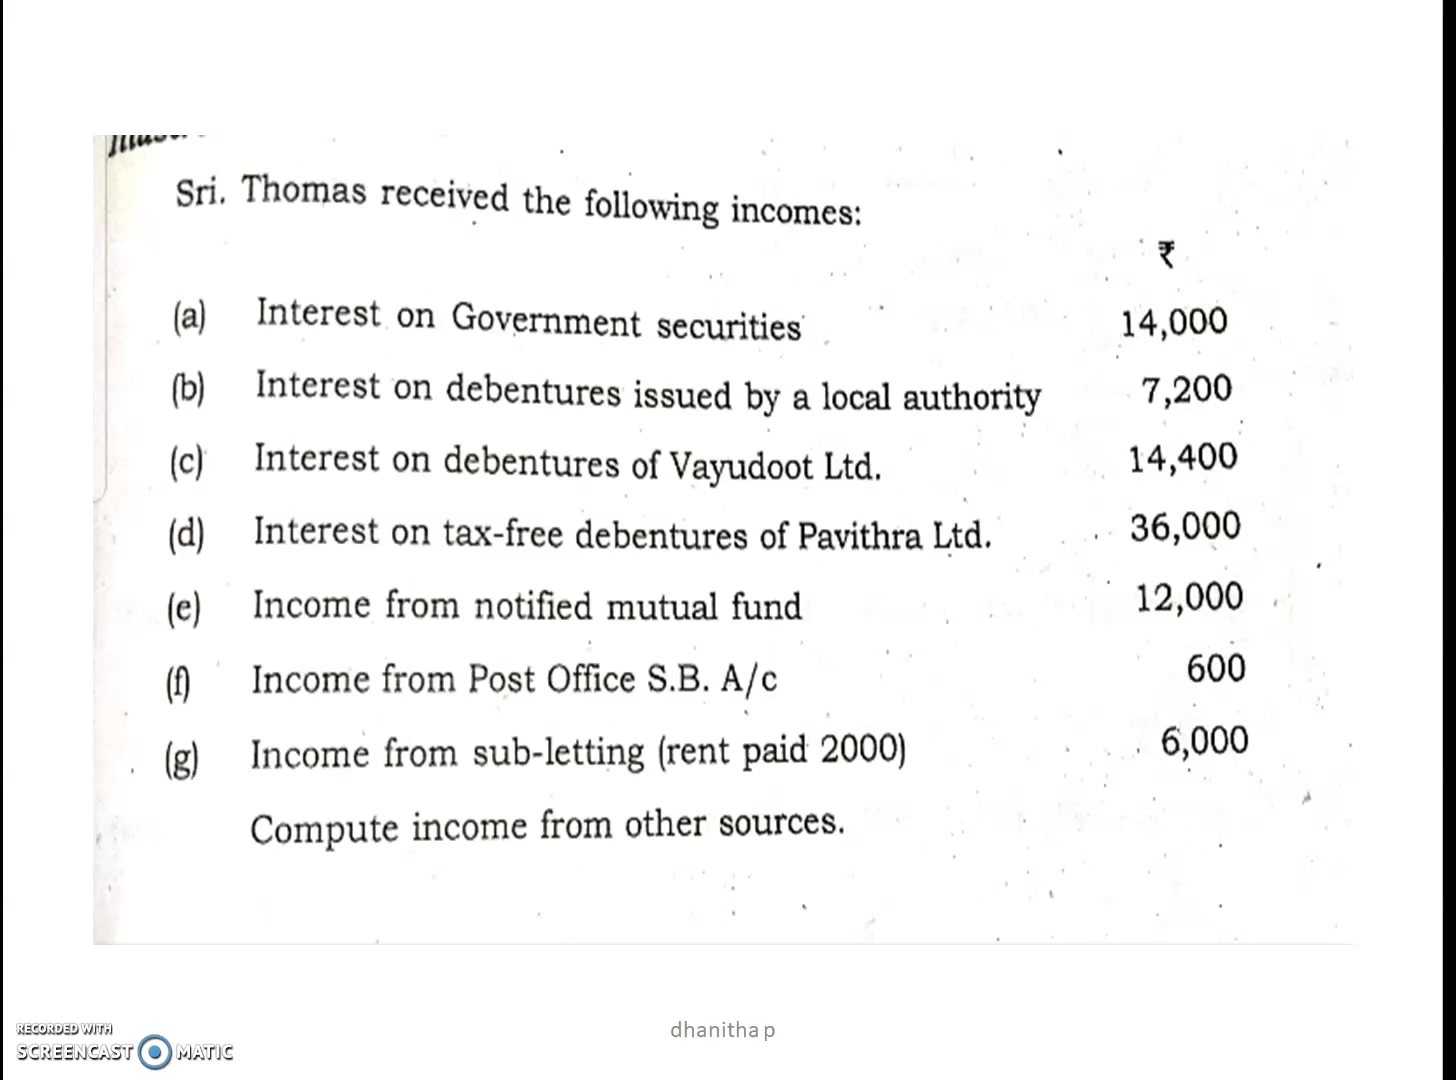 Sri. Thomas received the following incomes:
₹
(a) Interest on Government securities 14,000
(b) Interest on debentures issued by a local authority 7,200
(c) Interest on debentures of Vayudoot Ltd. 14,400
(d) Interest on tax-free debentures of Pavithra Ltd. 36,000
(e) Income from notified mutual fund 12,000
(f) Income from Post Office S.B. A/c 600
(g) Income from sub-letting (rent paid 2000) 6,000
Compute income from other sources.
dhanitha p
RECORDED WITH
SCREENCAST MATIC